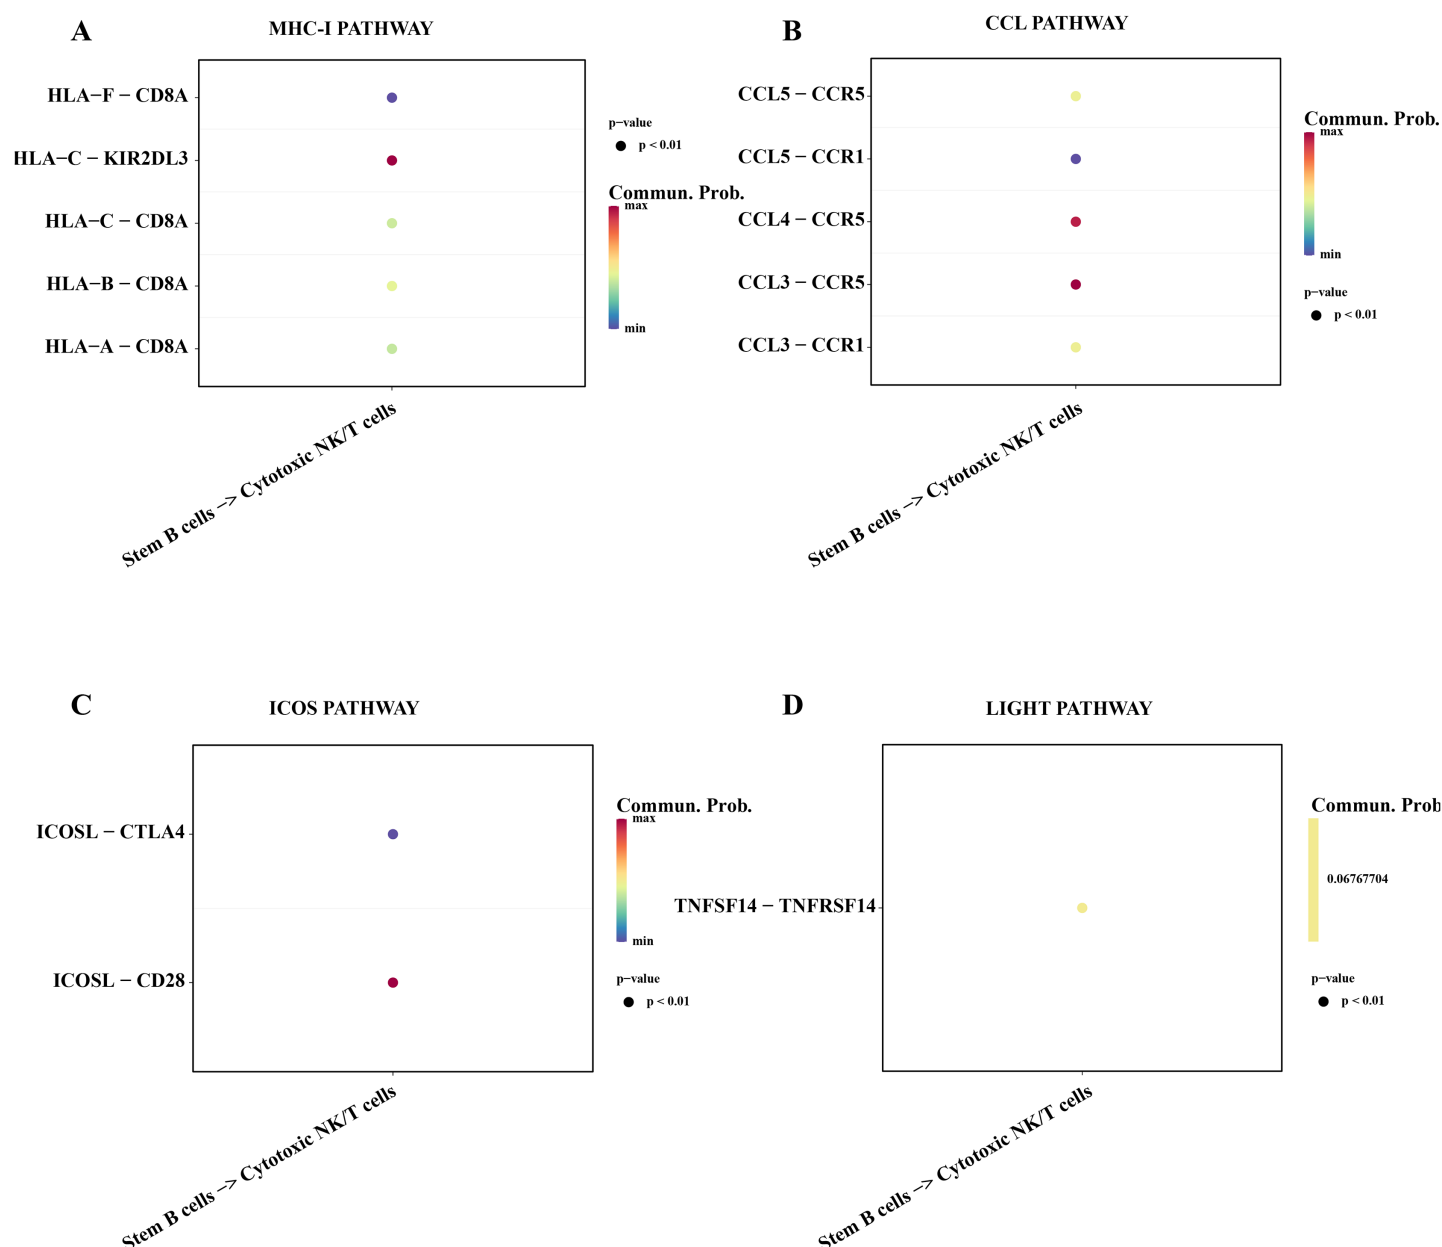 A
MHC-I PATHWAY
HLA−F − CD8A
HLA−C − KIR2DL3
HLA−C − CD8A
HLA−B − CD8A
HLA−A − CD8A
Stem B cells −> Cytotoxic NK/T cells
p−value
p < 0.01
Commun. Prob.
max
min
B
CCL PATHWAY
CCL5 − CCR5
CCL5 − CCR1
CCL4 − CCR5
CCL3 − CCR5
CCL3 − CCR1
Stem B cells −> Cytotoxic NK/T cells
Commun. Prob.
max
min
p−value
p < 0.01
C
ICOS PATHWAY
ICOSL − CTLA4
ICOSL − CD28
Stem B cells −> Cytotoxic NK/T cells
Commun. Prob.
max
min
p−value
p < 0.01
D
LIGHT PATHWAY
TNFSF14 − TNFRSF14
Stem B cells −> Cytotoxic NK/T cells
Commun. Prob
0.06767704
p−value
p < 0.01